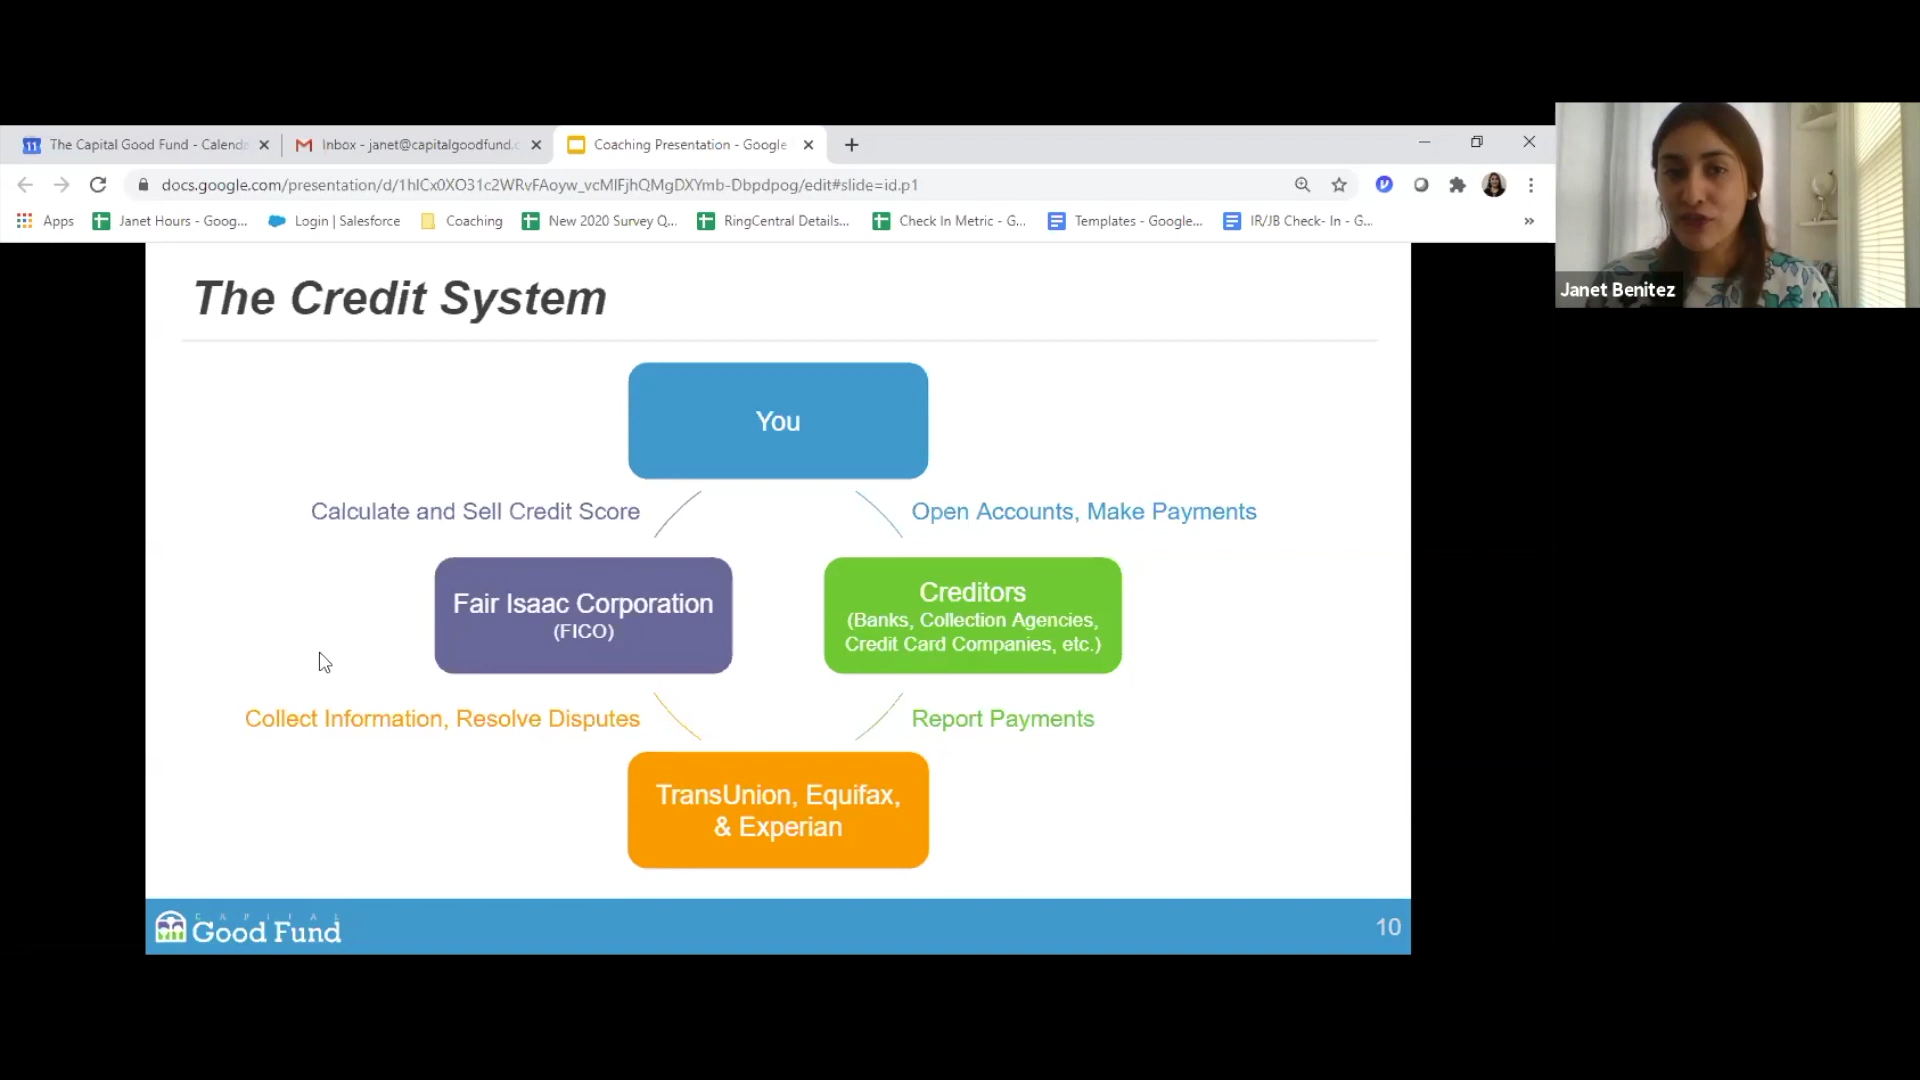 The Capital Good Fund - Calend
Inbox - janet@capitalgoodfund.c
Coaching Presentation - Google
docs.google.com/presentation/d/1hlCx0XO31c2WRvFAoyw_vcMlFjhQMgDXYmb-Dbpdpog/edit#slide=id.p1
Apps
Janet Hours - Goog...
Login | Salesforce
Coaching
New 2020 Survey Q...
RingCentral Details...
Check In Metric - G...
Templates - Google...
IR/JB Check- In - G...
»
Janet Benitez
The Credit System
You
Calculate and Sell Credit Score
Open Accounts, Make Payments
Fair Isaac Corporation
(FICO)
Creditors
(Banks, Collection Agencies,
Credit Card Companies, etc.)
Collect Information, Resolve Disputes
Report Payments
TransUnion, Equifax,
& Experian
CAPITAL
Good Fund
10